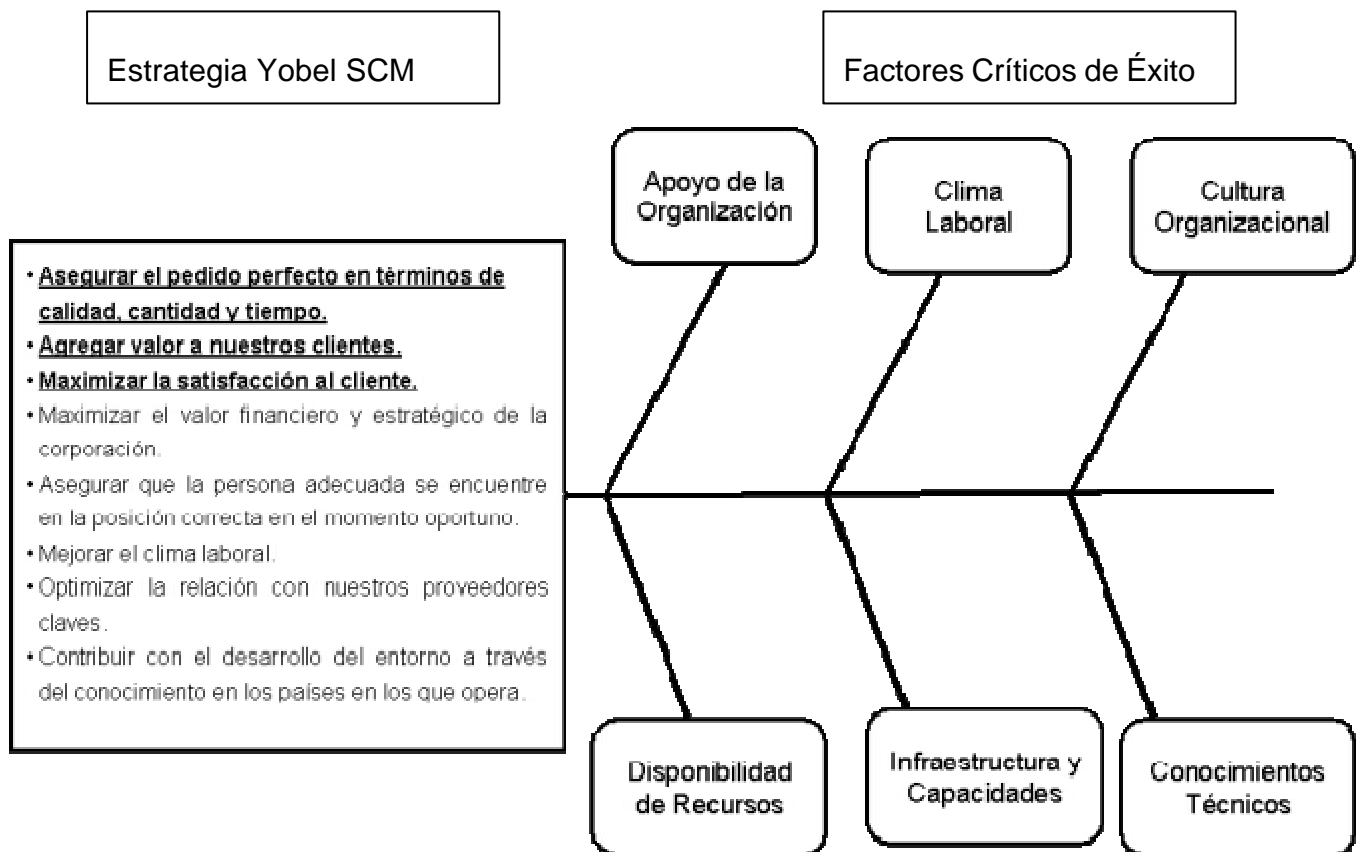 Estrategia Yobel SCM
Factores Críticos de Éxito
Apoyo de la
Organización
Clima
Laboral
Cultura
Organizacional
• Asegurar el pedido perfecto en términos de
calidad, cantidad y tiempo.
• Agregar valor a nuestros clientes.
• Maximizar la satisfacción al cliente.
• Maximizar el valor financiero y estratégico de la
corporación.
• Asegurar que la persona adecuada se encuentre
en la posición correcta en el momento oportuno.
• Mejorar el clima laboral.
• Optimizar la relación con nuestros proveedores
claves.
• Contribuir con el desarrollo del entorno a través
del conocimiento en los países en los que opera.
Disponibilidad
de Recursos
Infraestructura y
Capacidades
Conocimientos
Técnicos